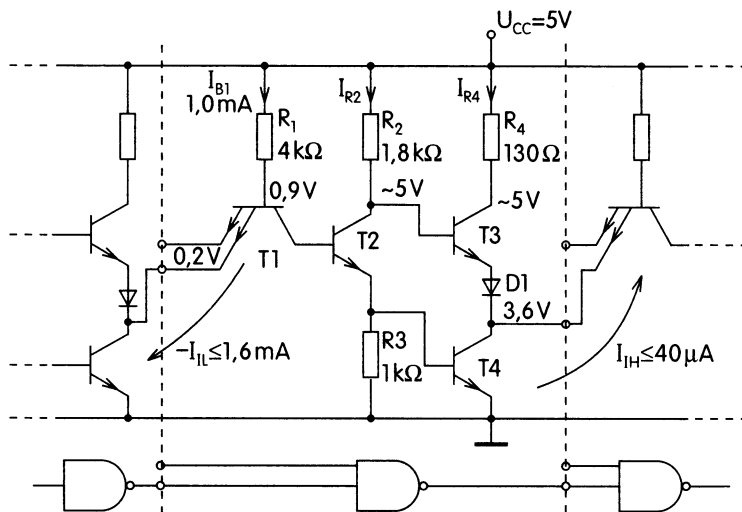 U_CC=5V
I_B1
1,0mA
I_R2
I_R4
R_1
4kΩ
R_2
1,8kΩ
R_4
130Ω
0,9V
~5V
~5V
0,2V
T1
T2
T3
D1
3,6V
-I_IL≤1,6mA
R3
1kΩ
T4
I_IH≤40µA